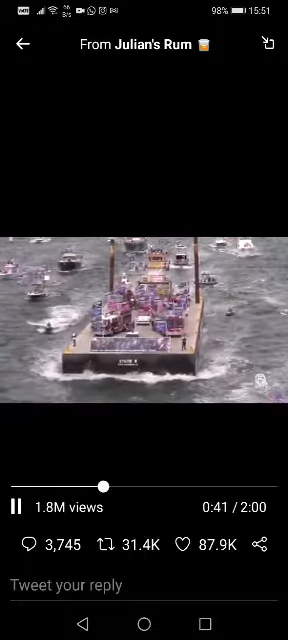 98% 15:51
From Julian's Rum 🥃
1.8M views
0:41 / 2:00
3,745
31.4K
87.9K
Tweet your reply